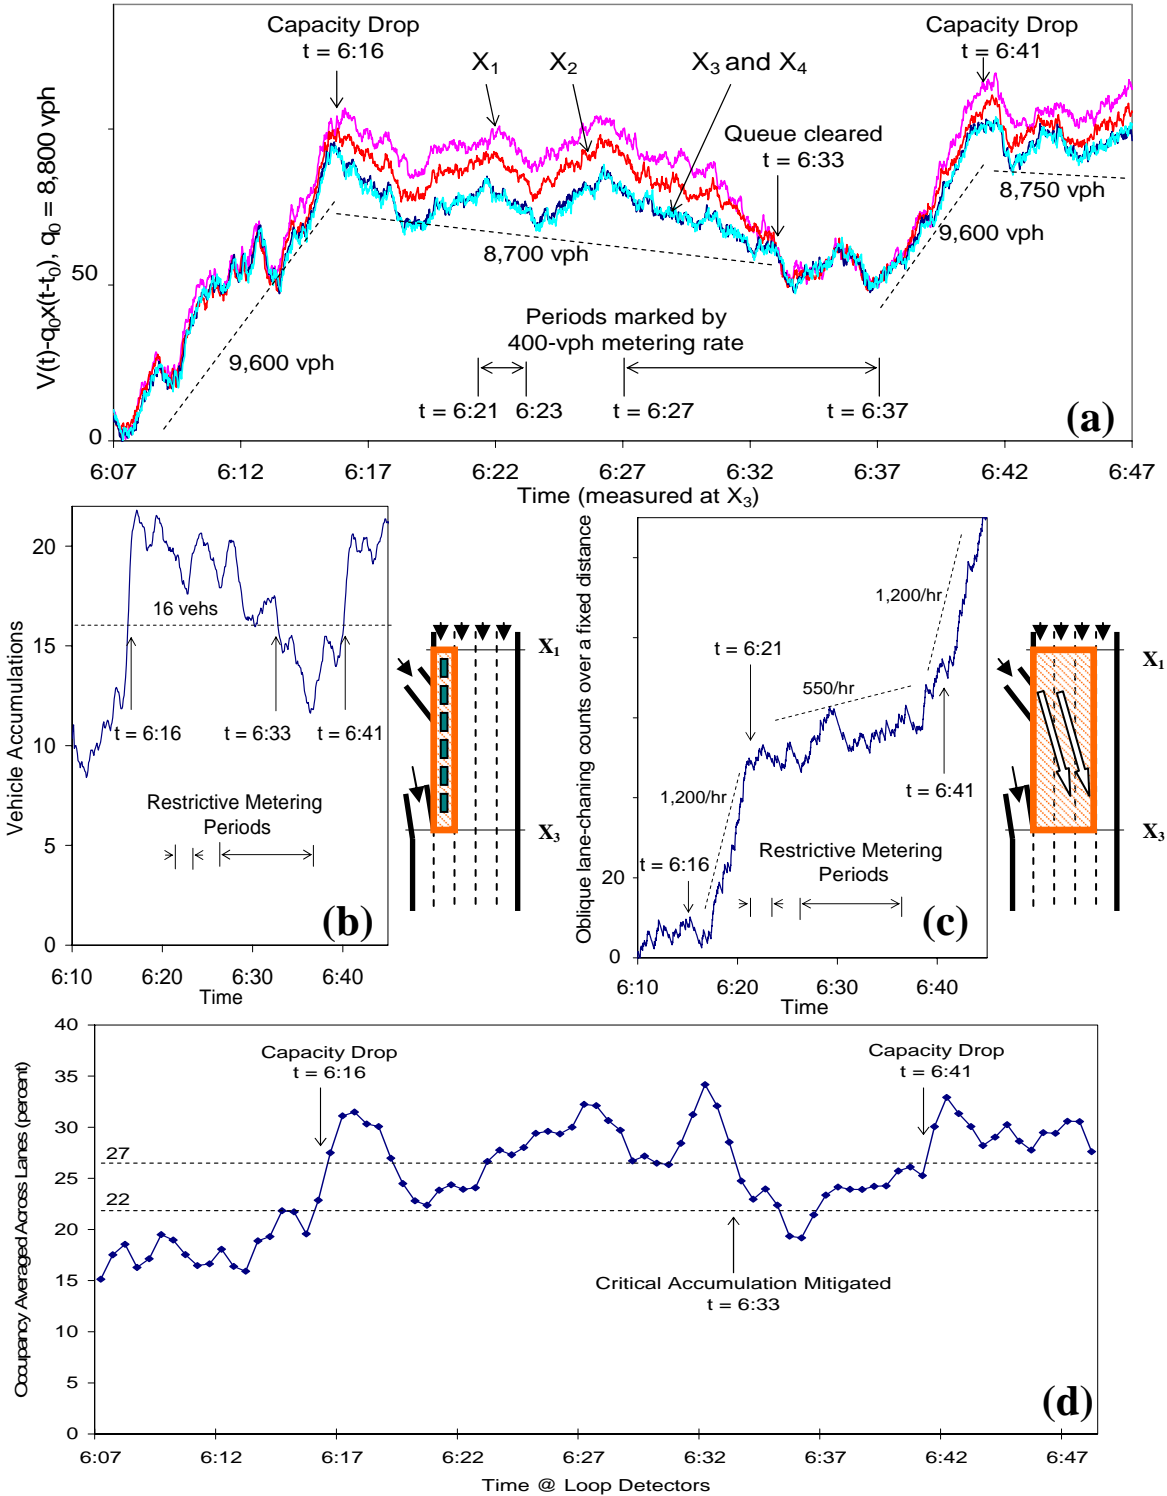 Capacity Drop
t = 6:16
X1
X2
X3 and X4
Capacity Drop
t = 6:41
Queue cleared
t = 6:33
8,750 vph
9,600 vph
8,700 vph
9,600 vph
Periods marked by
400-vph metering rate
t = 6:21
6:23
t = 6:27
t = 6:37
(a)
V(t)-q0x(t-t0), q0 = 8,800 vph
50
0
6:07
6:12
6:17
6:22
6:27
6:32
6:37
6:42
6:47
Time (measured at X3)
Vehicle Accumulations
20
15
10
5
0
16 vehs
t = 6:16
t = 6:33
t = 6:41
Restrictive Metering
Periods
(b)
6:10
6:20
6:30
6:40
Time
X1
X3
Oblique lane-chaning counts over a fixed distance
20
0
1,200/hr
t = 6:21
550/hr
1,200/hr
t = 6:41
t = 6:16
Restrictive Metering
Periods
(c)
6:10
6:20
6:30
6:40
Time
X1
X3
Occupancy Averaged Across Lanes (percent)
40
35
30
25
20
15
10
5
0
Capacity Drop
t = 6:16
Capacity Drop
t = 6:41
27
22
Critical Accumulation Mitigated
t = 6:33
(d)
6:07
6:12
6:17
6:22
6:27
6:32
6:37
6:42
6:47
Time @ Loop Detectors